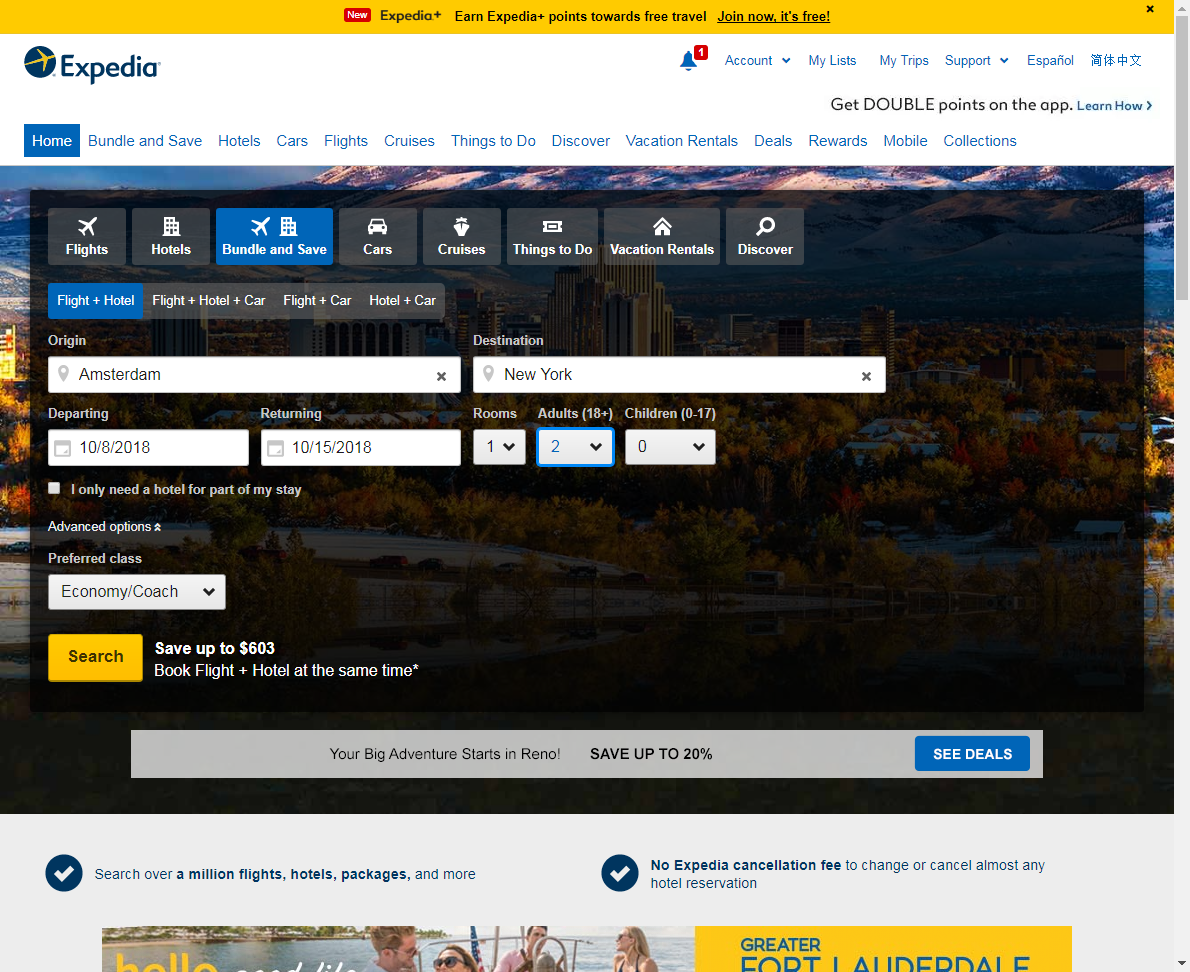 New Expedia+ Earn Expedia+ points towards free travel Join now, it's free!
Expedia
1 Account My Lists My Trips Support Español 简体中文
Get DOUBLE points on the app. Learn How
Home Bundle and Save Hotels Cars Flights Cruises Things to Do Discover Vacation Rentals Deals Rewards Mobile Collections
Flights Hotels Bundle and Save Cars Cruises Things to Do Vacation Rentals Discover
Flight + Hotel Flight + Hotel + Car Flight + Car Hotel + Car
Origin Destination
Amsterdam New York
Departing Returning Rooms Adults (18+) Children (0-17)
10/8/2018 10/15/2018 1 2 0
I only need a hotel for part of my stay
Advanced options
Preferred class
Economy/Coach
Search Save up to $603
Book Flight + Hotel at the same time*
Your Big Adventure Starts in Reno! SAVE UP TO 20% SEE DEALS
Search over a million flights, hotels, packages, and more
No Expedia cancellation fee to change or cancel almost any
hotel reservation
GREATER
FORT LAUDERDALE
hello good life